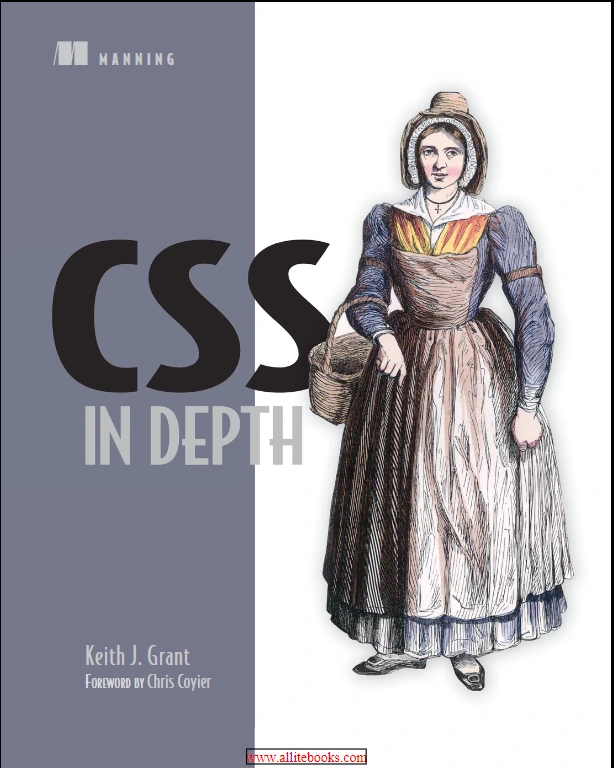 MANNING
CSS
IN DEPTH
Keith J. Grant
FOREWORD BY Chris Coyier
www.allitebooks.com